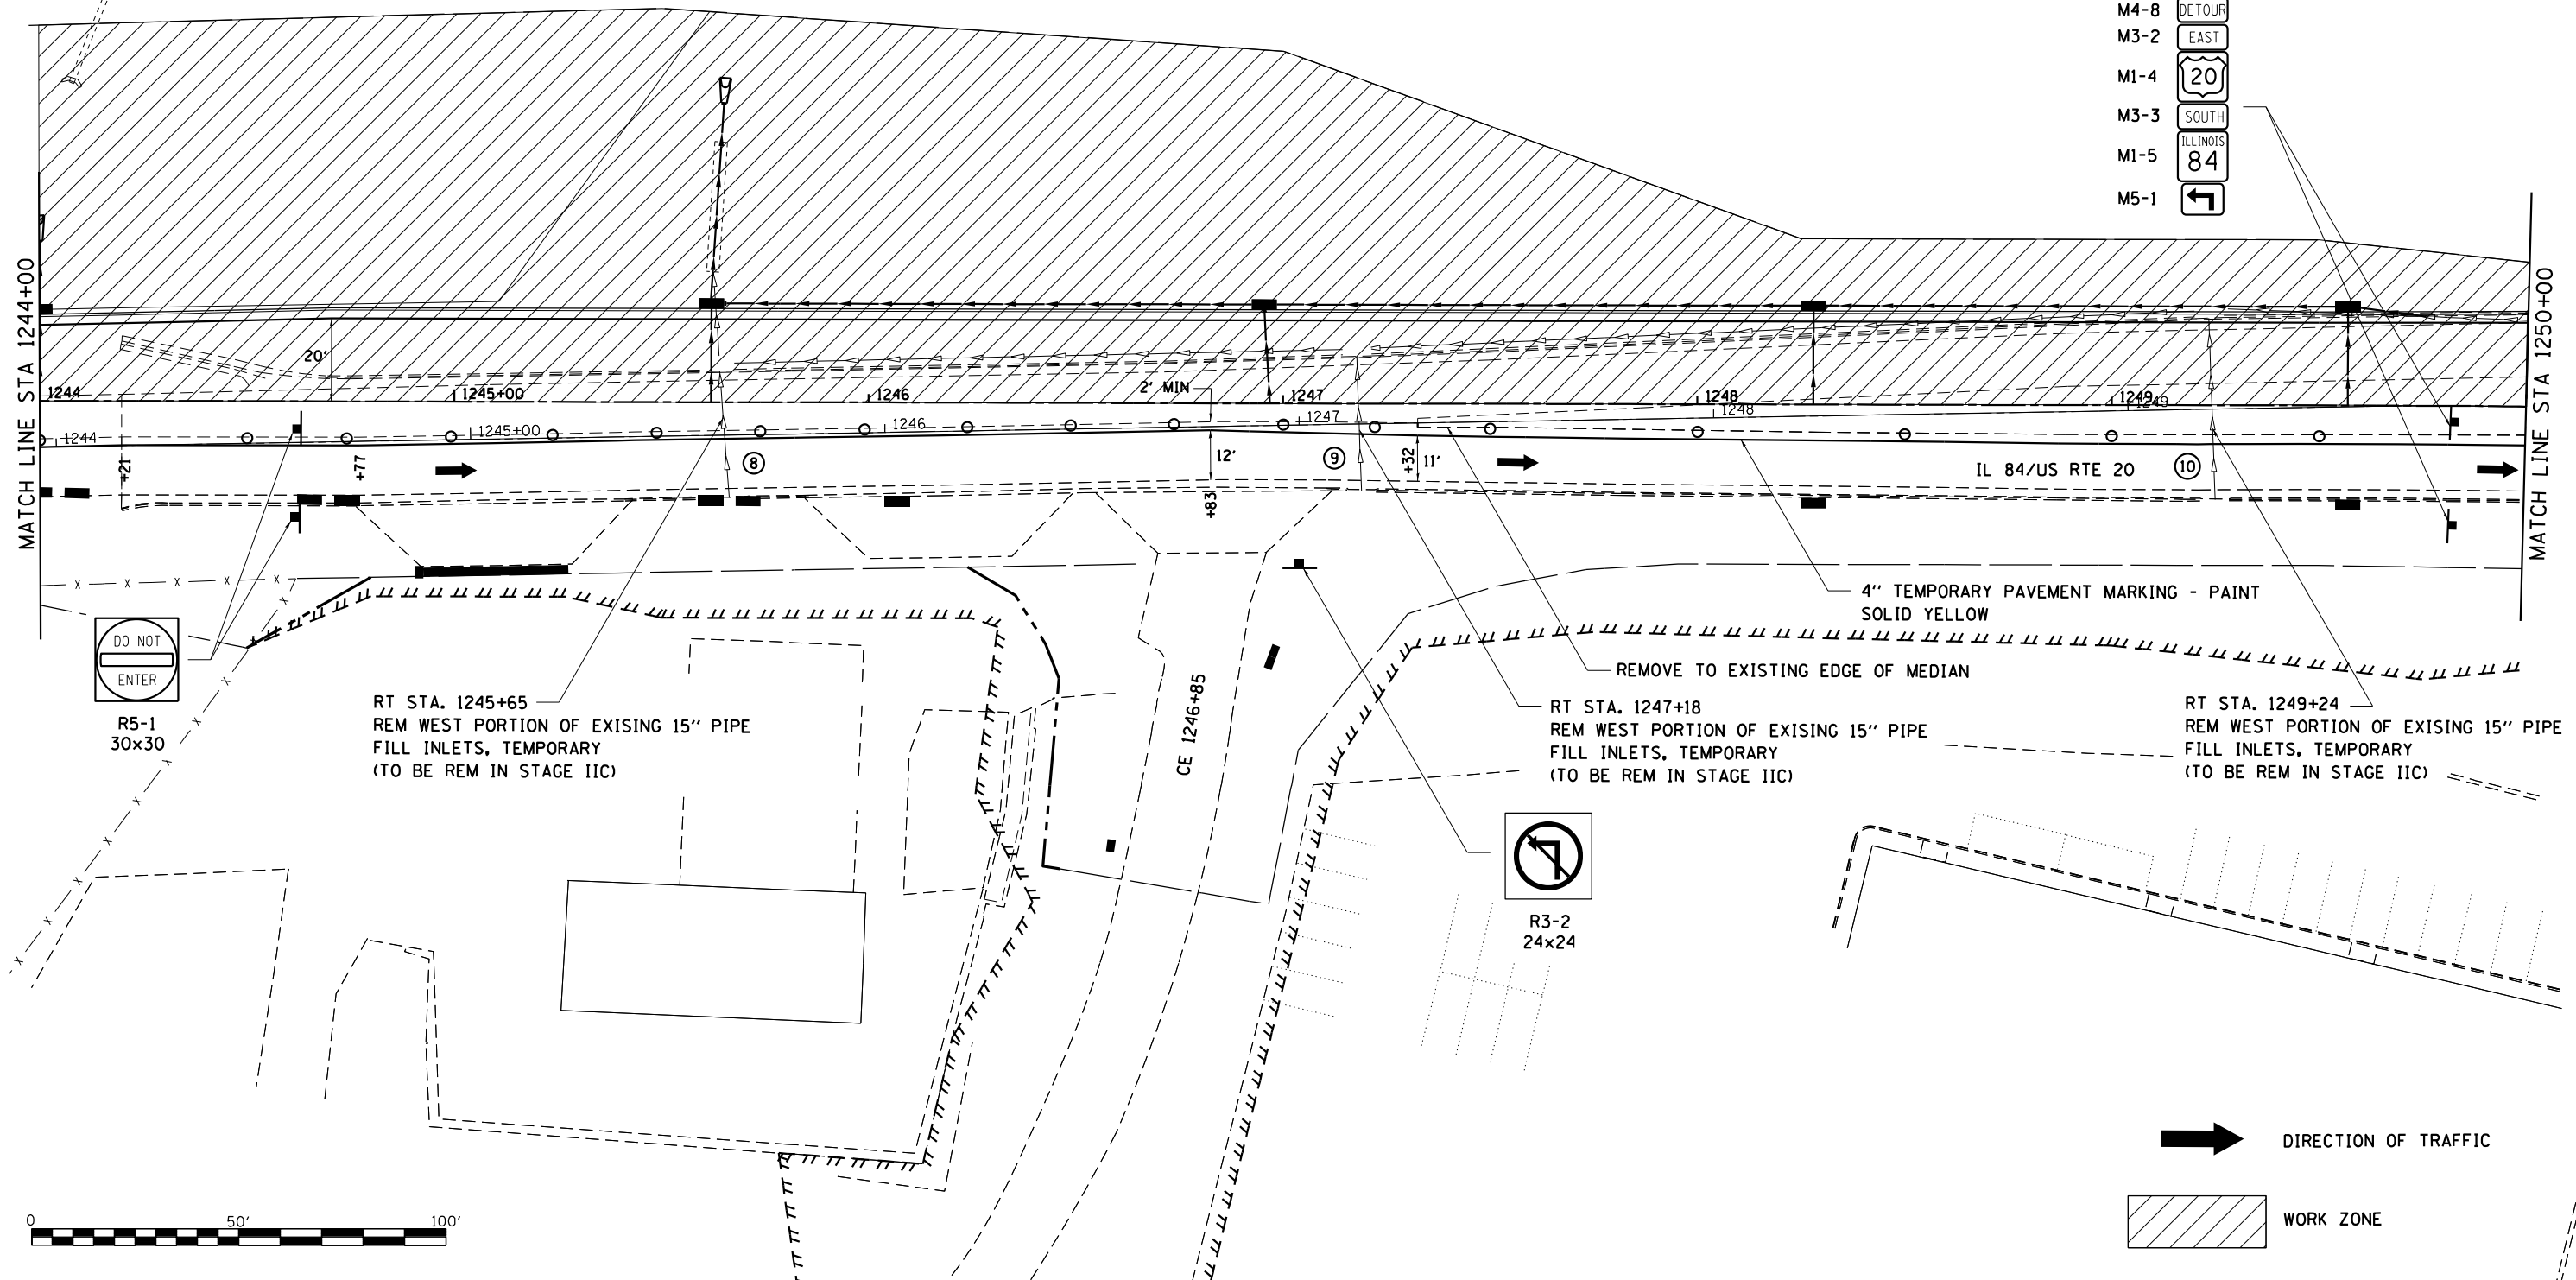 M4-8 DETOUR
M3-2 EAST
M1-4 20
M3-3 SOUTH
M1-5 ILLINOIS 84
M5-1
MATCH LINE STA 1244+00
MATCH LINE STA 1250+00
20'
2' MIN
1244
1245+00
1246
1247
1248
1249
1244
1245+00
1246
1247
1248
1249
+21
+77
8
12'
+83
9
+32
11'
IL 84/US RTE 20
10
4" TEMPORARY PAVEMENT MARKING - PAINT
SOLID YELLOW
REMOVE TO EXISTING EDGE OF MEDIAN
DO NOT
ENTER
R5-1
30x30
RT STA. 1245+65
REM WEST PORTION OF EXISING 15" PIPE
FILL INLETS, TEMPORARY
(TO BE REM IN STAGE IIC)
CE 1246+85
RT STA. 1247+18
REM WEST PORTION OF EXISING 15" PIPE
FILL INLETS, TEMPORARY
(TO BE REM IN STAGE IIC)
RT STA. 1249+24
REM WEST PORTION OF EXISING 15" PIPE
FILL INLETS, TEMPORARY
(TO BE REM IN STAGE IIC)
R3-2
24x24
DIRECTION OF TRAFFIC
WORK ZONE
0 50' 100'